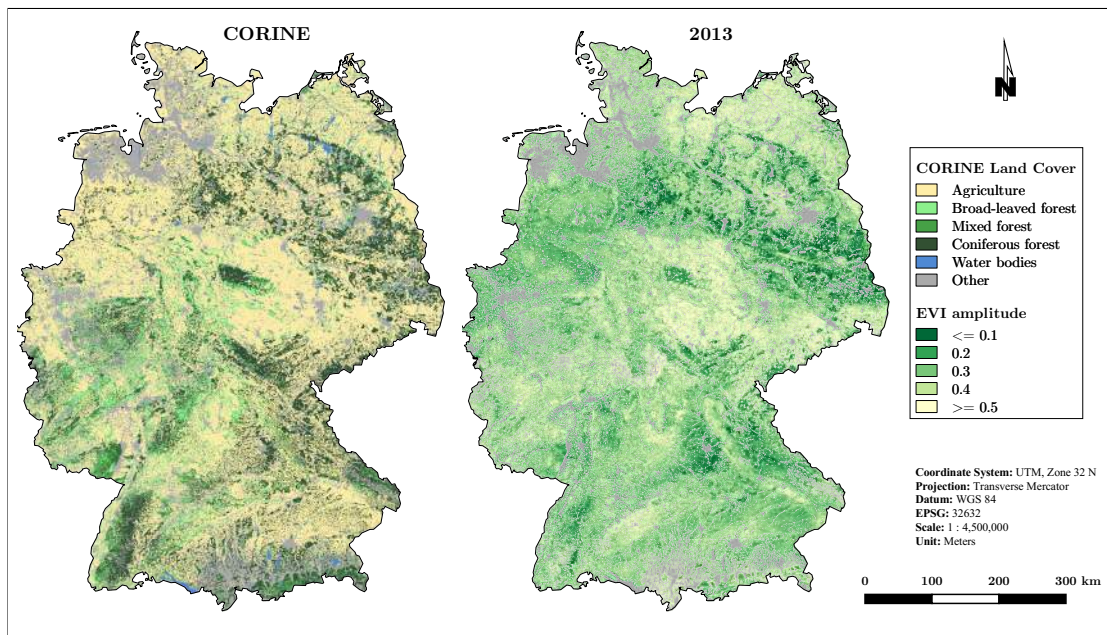 CORINE
2013
N
CORINE Land Cover
Agriculture
Broad-leaved forest
Mixed forest
Coniferous forest
Water bodies
Other
EVI amplitude
<= 0.1
0.2
0.3
0.4
>= 0.5
Coordinate System: UTM, Zone 32 N
Projection: Transverse Mercator
Datum: WGS 84
EPSG: 32632
Scale: 1 : 4,500,000
Unit: Meters
0 100 200 300 km